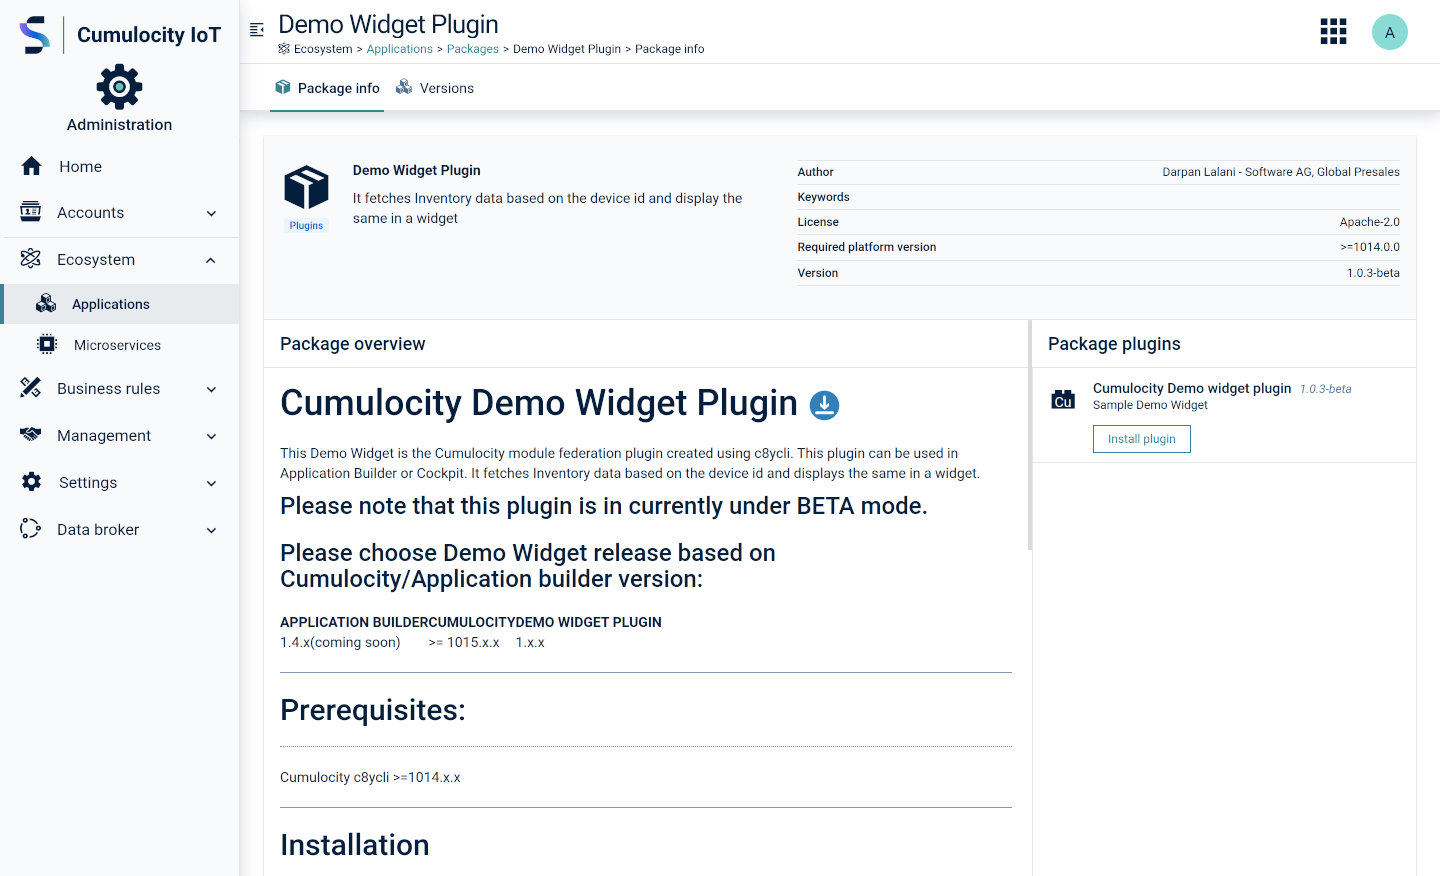 Cumulocity IoT
Administration
Home
Accounts
Ecosystem
Applications
Microservices
Business rules
Management
Settings
Data broker
Demo Widget Plugin
Ecosystem > Applications > Packages > Demo Widget Plugin > Package info
A
Package info
Versions
Plugins
Demo Widget Plugin
It fetches Inventory data based on the device id and display the
same in a widget
Author Darpan Lalani - Software AG, Global Presales
Keywords
License Apache-2.0
Required platform version >=1014.0.0
Version 1.0.3-beta
Package overview
Cumulocity Demo Widget Plugin
This Demo Widget is the Cumulocity module federation plugin created using c8ycli. This plugin can be used in
Application Builder or Cockpit. It fetches Inventory data based on the device id and displays the same in a widget.
Please note that this plugin is in currently under BETA mode.
Please choose Demo Widget release based on
Cumulocity/Application builder version:
APPLICATION BUILDERCUMULOCITYDEMO WIDGET PLUGIN
1.4.x(coming soon) >= 1015.x.x 1.x.x
Prerequisites:
Cumulocity c8ycli >=1014.x.x
Installation
Package plugins
Cu
Cumulocity Demo widget plugin 1.0.3-beta
Sample Demo Widget
Install plugin